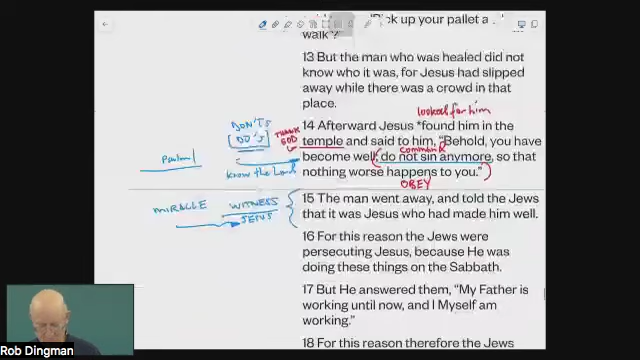 Pick up your pallet a
walk'?
13 But the man who was healed did not
know who it was, for Jesus had slipped
away while there was a crowd in that
place.
looked for him
14 Afterward Jesus *found him in the
temple and said to him, "Behold, you have
become well; do not sin anymore, so that
nothing worse happens to you."
command
OBEY
THANK
GOD
DON'TS
DO'S
Know the Lord
Psalm 1
MIRACLE
WITNESS
JESUS
15 The man went away, and told the Jews
that it was Jesus who had made him well.
16 For this reason the Jews were
persecuting Jesus, because He was
doing these things on the Sabbath.
17 But He answered them, "My Father is
working until now, and I Myself am
working."
18 For this reason therefore the Jews
Rob Dingman